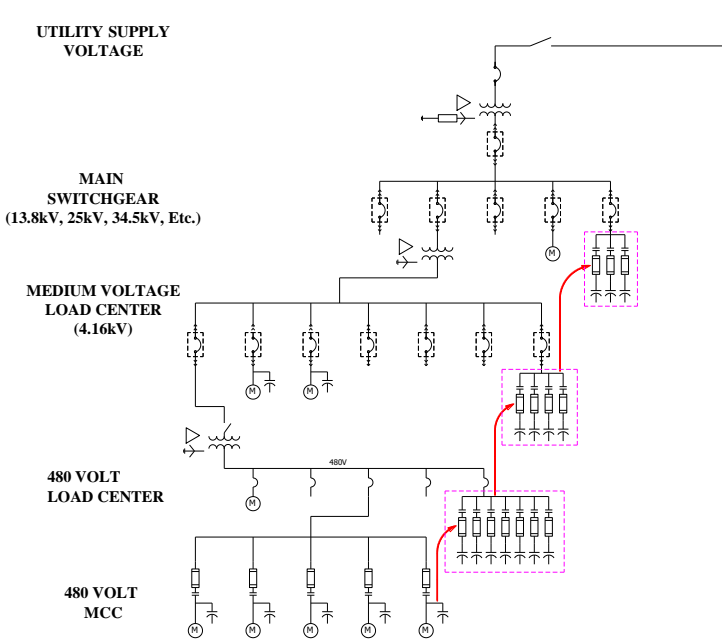 UTILITY SUPPLY
VOLTAGE
MAIN
SWITCHGEAR
(13.8kV, 25kV, 34.5kV, Etc.)
M
MEDIUM VOLTAGE
LOAD CENTER
(4.16kV)
M
M
480V
480 VOLT
LOAD CENTER
M
480 VOLT
MCC
M
M
M
M
M